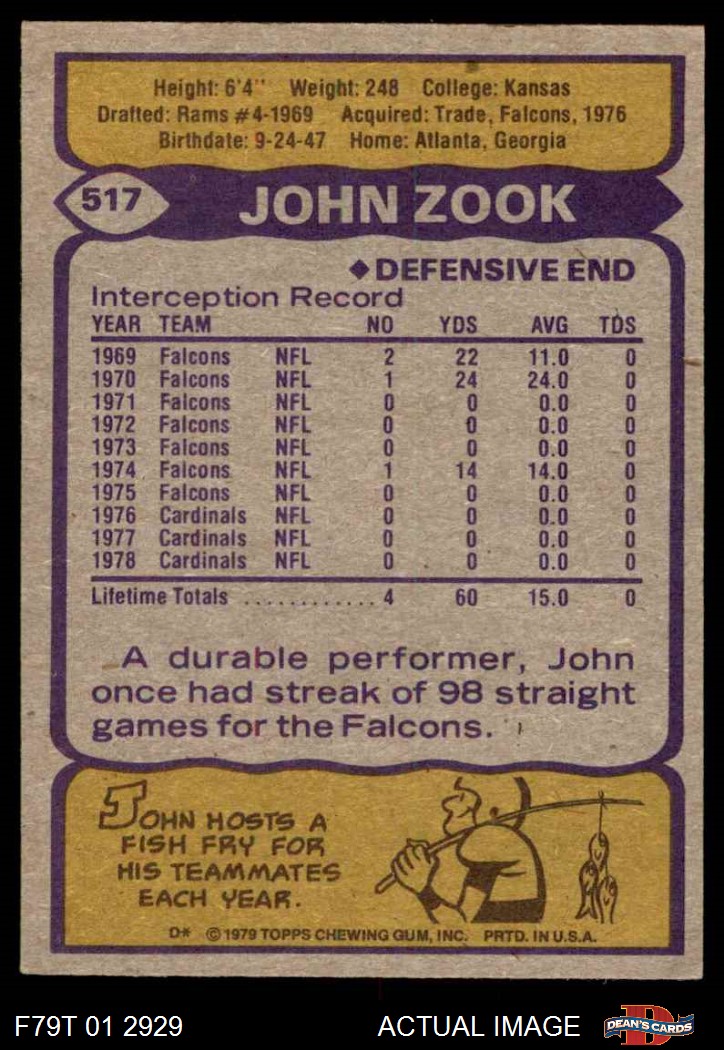 Height: 6'4" Weight: 248 College: Kansas
Drafted: Rams #4-1969 Acquired: Trade, Falcons, 1976
Birthdate: 9-24-47 Home: Atlanta, Georgia
517 JOHN ZOOK
◆DEFENSIVE END
Interception Record
YEAR TEAM NO YDS AVG TDS
1969 Falcons NFL 2 22 11.0 0
1970 Falcons NFL 1 24 24.0 0
1971 Falcons NFL 0 0 0.0 0
1972 Falcons NFL 0 0 0.0 0
1973 Falcons NFL 0 0 0.0 0
1974 Falcons NFL 1 14 14.0 0
1975 Falcons NFL 0 0 0.0 0
1976 Cardinals NFL 0 0 0.0 0
1977 Cardinals NFL 0 0 0.0 0
1978 Cardinals NFL 0 0 0.0 0
Lifetime Totals ............ 4 60 15.0 0
A durable performer, John
once had streak of 98 straight
games for the Falcons.
JOHN HOSTS A
FISH FRY FOR
HIS TEAMMATES
EACH YEAR.
D* © 1979 TOPPS CHEWING GUM, INC. PRTD. IN U.S.A.
F79T 01 2929 ACTUAL IMAGE D DEAN'S CARDS